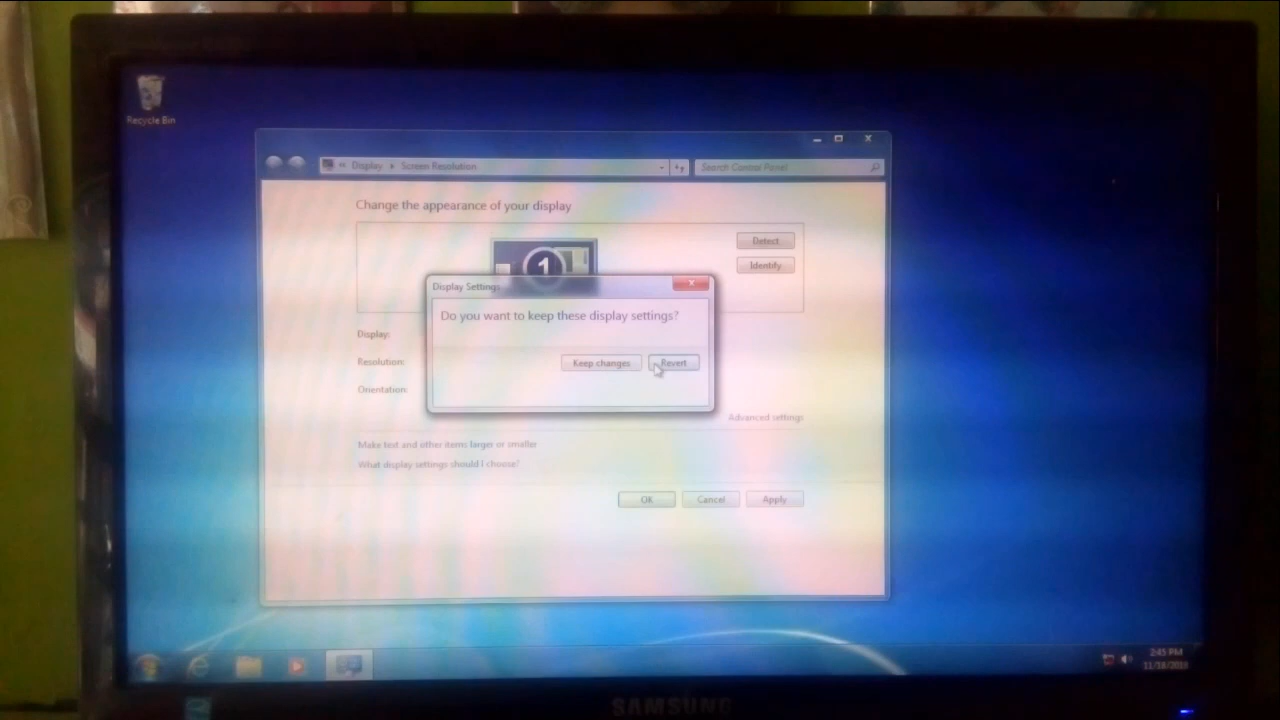 Recycle Bin
« Display ▸ Screen Resolution
Search Control Panel
Change the appearance of your display
Detect
Identify
1
Display Settings
Do you want to keep these display settings?
Keep changes
Revert
Display:
Resolution:
Orientation:
Advanced settings
Make text and other items larger or smaller
What display settings should I choose?
OK
Cancel
Apply
2:45 PM
SAMSUNG